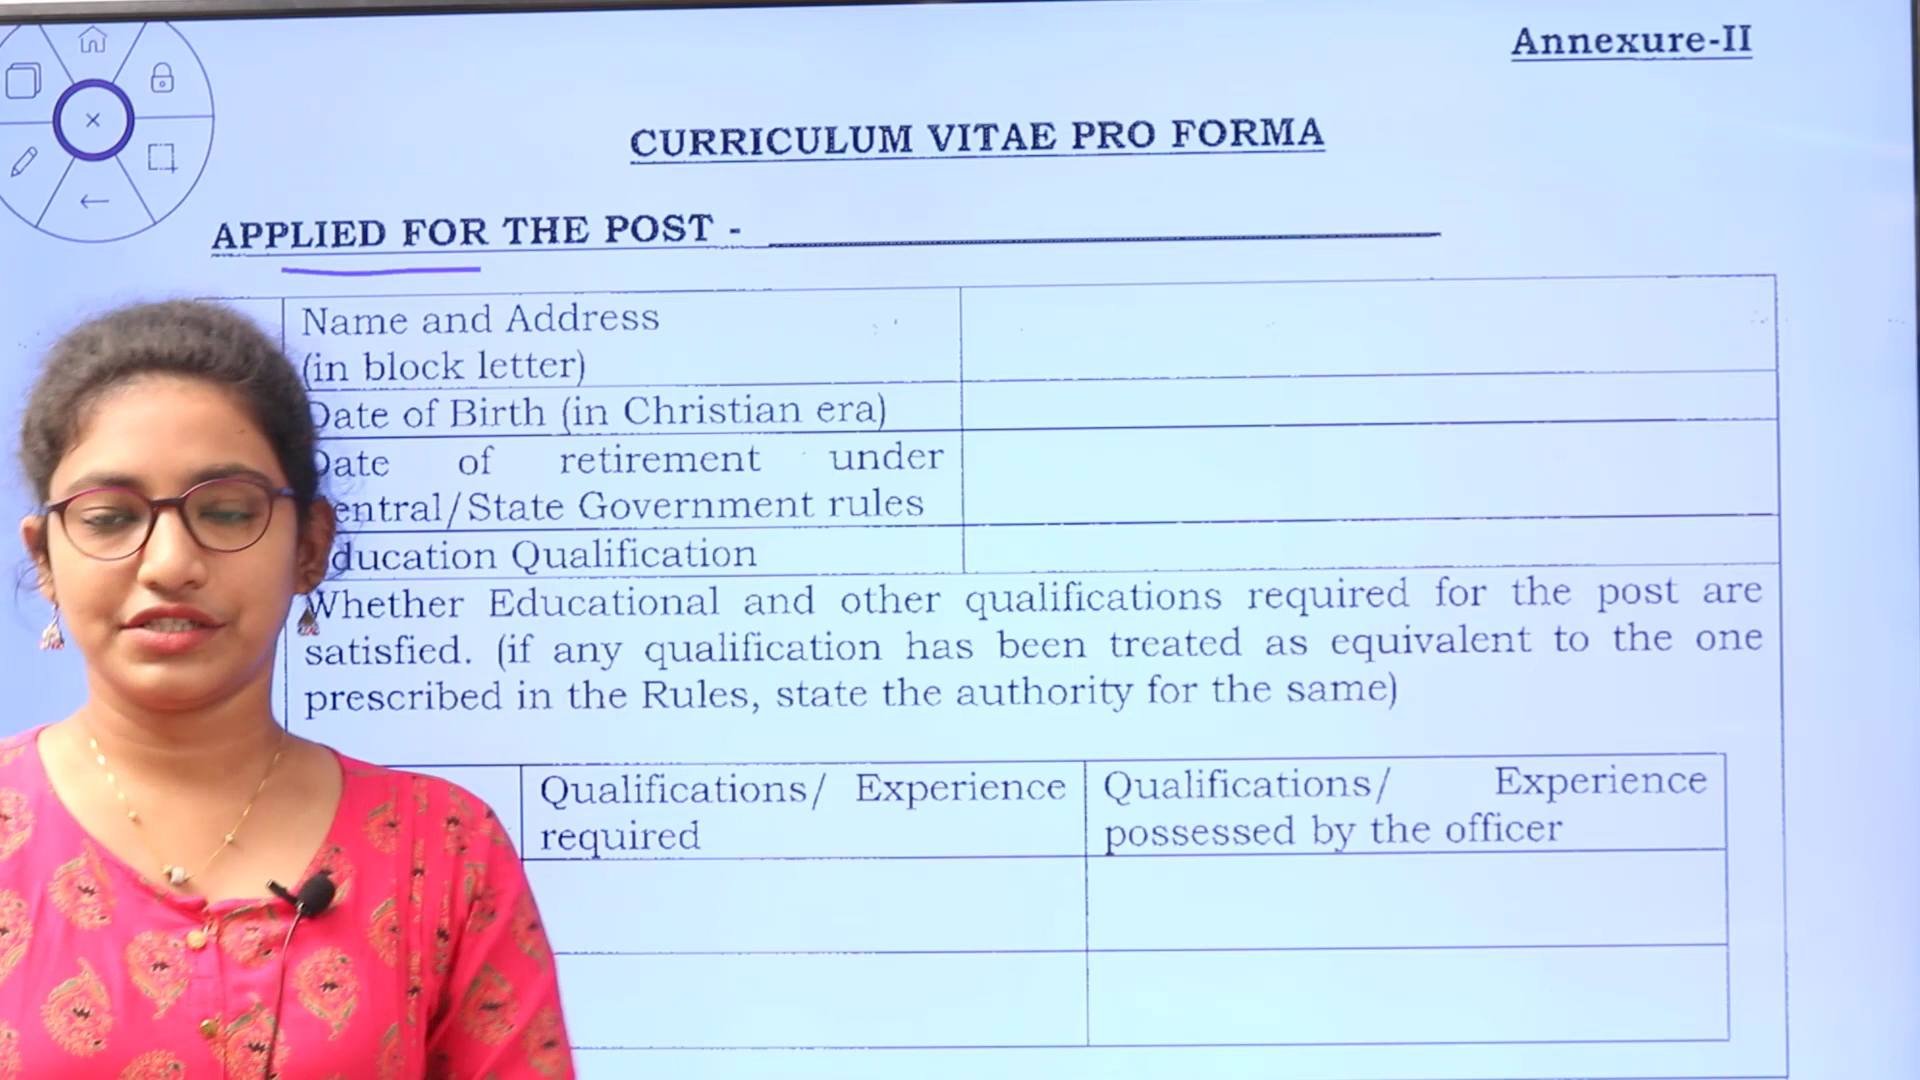 Annexure-II
CURRICULUM VITAE PRO FORMA
APPLIED FOR THE POST -
Name and Address
(in block letter)
Date of Birth (in Christian era)
Date of retirement under
Central/State Government rules
Education Qualification
Whether Educational and other qualifications required for the post are
satisfied. (if any qualification has been treated as equivalent to the one
prescribed in the Rules, state the authority for the same)
Qualifications/ Experience
required
Qualifications/ Experience
possessed by the officer